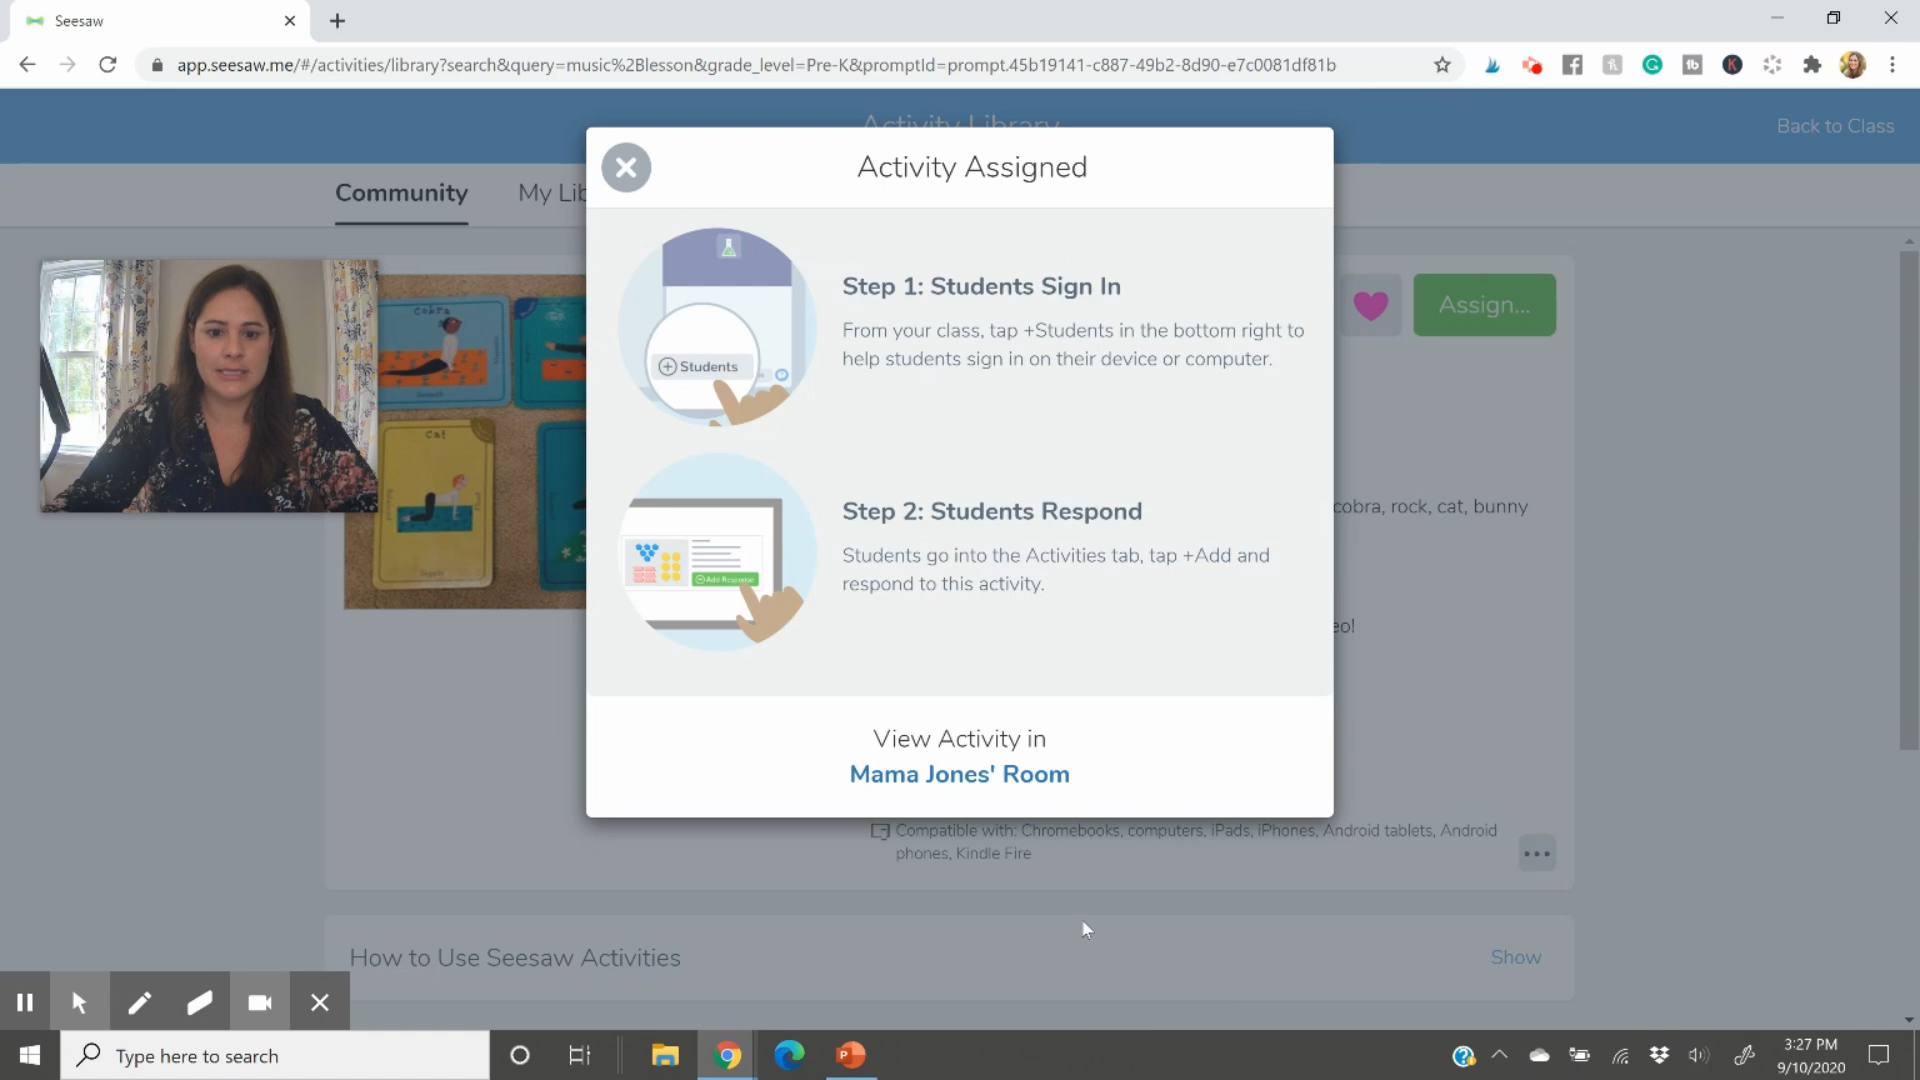 Seesaw
app.seesaw.me/#/activities/library?search&query=music%2Blesson&grade_level=Pre-K&promptId=prompt.45b19141-c887-49b2-8d90-e7c0081df81b
Activity Library
Back to Class
Community
My Lib
Activity Assigned
Assign...
Cobra
Step 1: Students Sign In
From your class, tap +Students in the bottom right to
help students sign in on their device or computer.
Students
Cat
Step 2: Students Respond
Students go into the Activities tab, tap +Add and
respond to this activity.
Add Response
cobra, rock, cat, bunny
eo!
View Activity in
Mama Jones' Room
Compatible with: Chromebooks, computers, iPads, iPhones, Android tablets, Android
phones, Kindle Fire
How to Use Seesaw Activities
Show
Type here to search
3:27 PM
9/10/2020